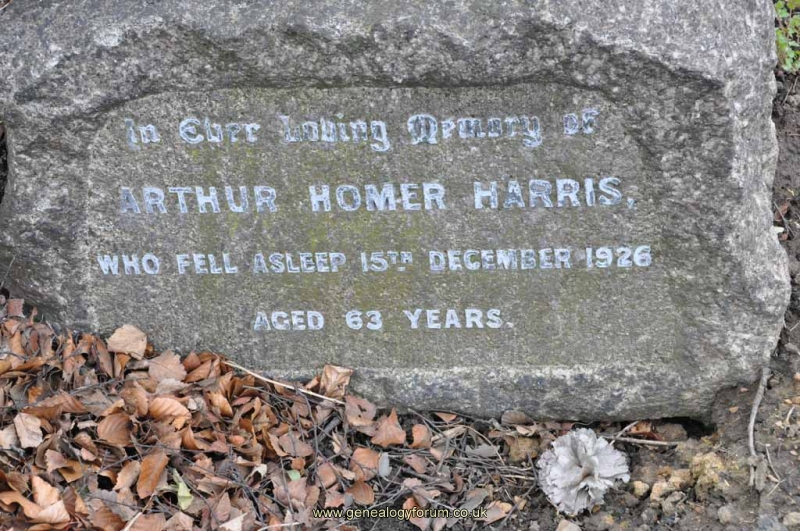 In Ever Loving Memory of
ARTHUR HOMER HARRIS,
WHO FELL ASLEEP 15TH DECEMBER 1926
AGED 63 YEARS.
www.genealogyforum.co.uk